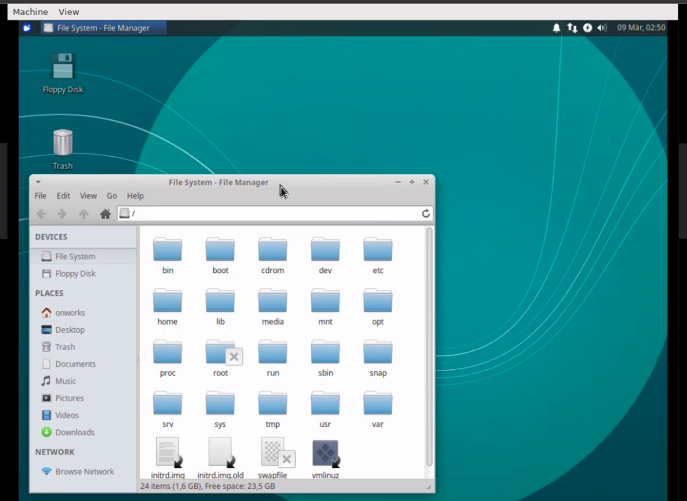 Machine View
File System - File Manager
09 Mär, 02:50
Floppy Disk
Trash
File System - File Manager
File Edit View Go Help
/
DEVICES
File System
Floppy Disk
PLACES
onworks
Desktop
Trash
Documents
Music
Pictures
Videos
Downloads
NETWORK
Browse Network
bin boot cdrom dev etc
home lib media mnt opt
proc root run sbin snap
srv sys tmp usr var
initrd.img initrd.img.old swapfile vmlinuz
24 items (1,6 GB), Free space: 23,5 GB